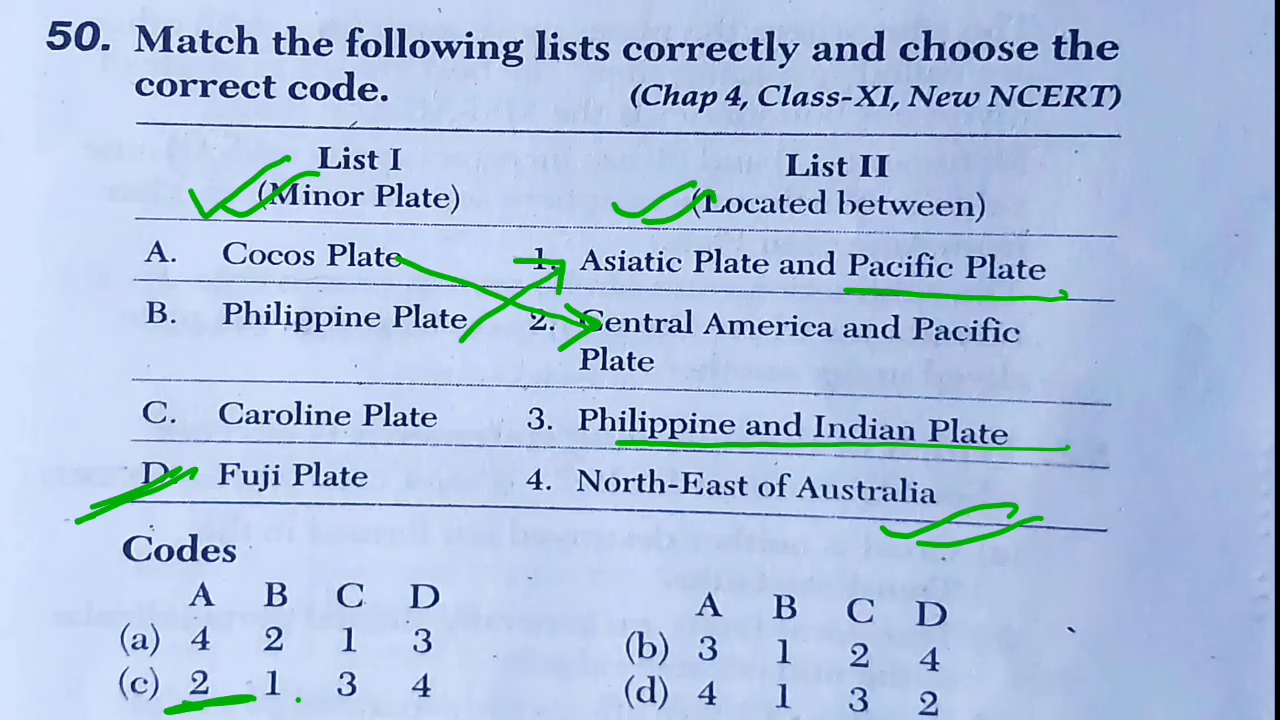 50. Match the following lists correctly and choose the
correct code. (Chap 4, Class-XI, New NCERT)
List I List II
(Minor Plate) (Located between)
A. Cocos Plate 1. Asiatic Plate and Pacific Plate
B. Philippine Plate 2. Central America and Pacific
Plate
C. Caroline Plate 3. Philippine and Indian Plate
D. Fuji Plate 4. North-East of Australia
Codes
A B C D A B C D
(a) 4 2 1 3 (b) 3 1 2 4
(c) 2 1 3 4 (d) 4 1 3 2